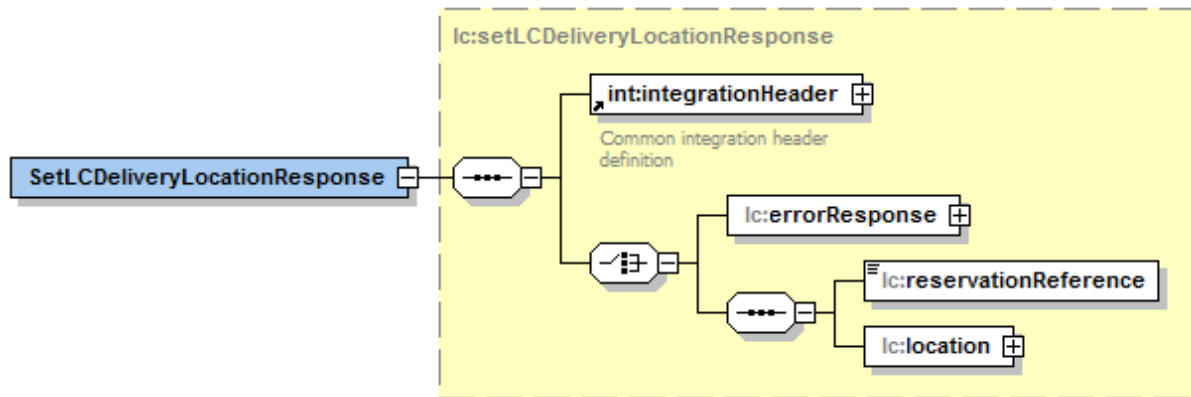 lc:setLCDeliveryLocationResponse
int:integrationHeader
Common integration header
definition
SetLCDeliveryLocationResponse
lc:errorResponse
lc:reservationReference
lc:location